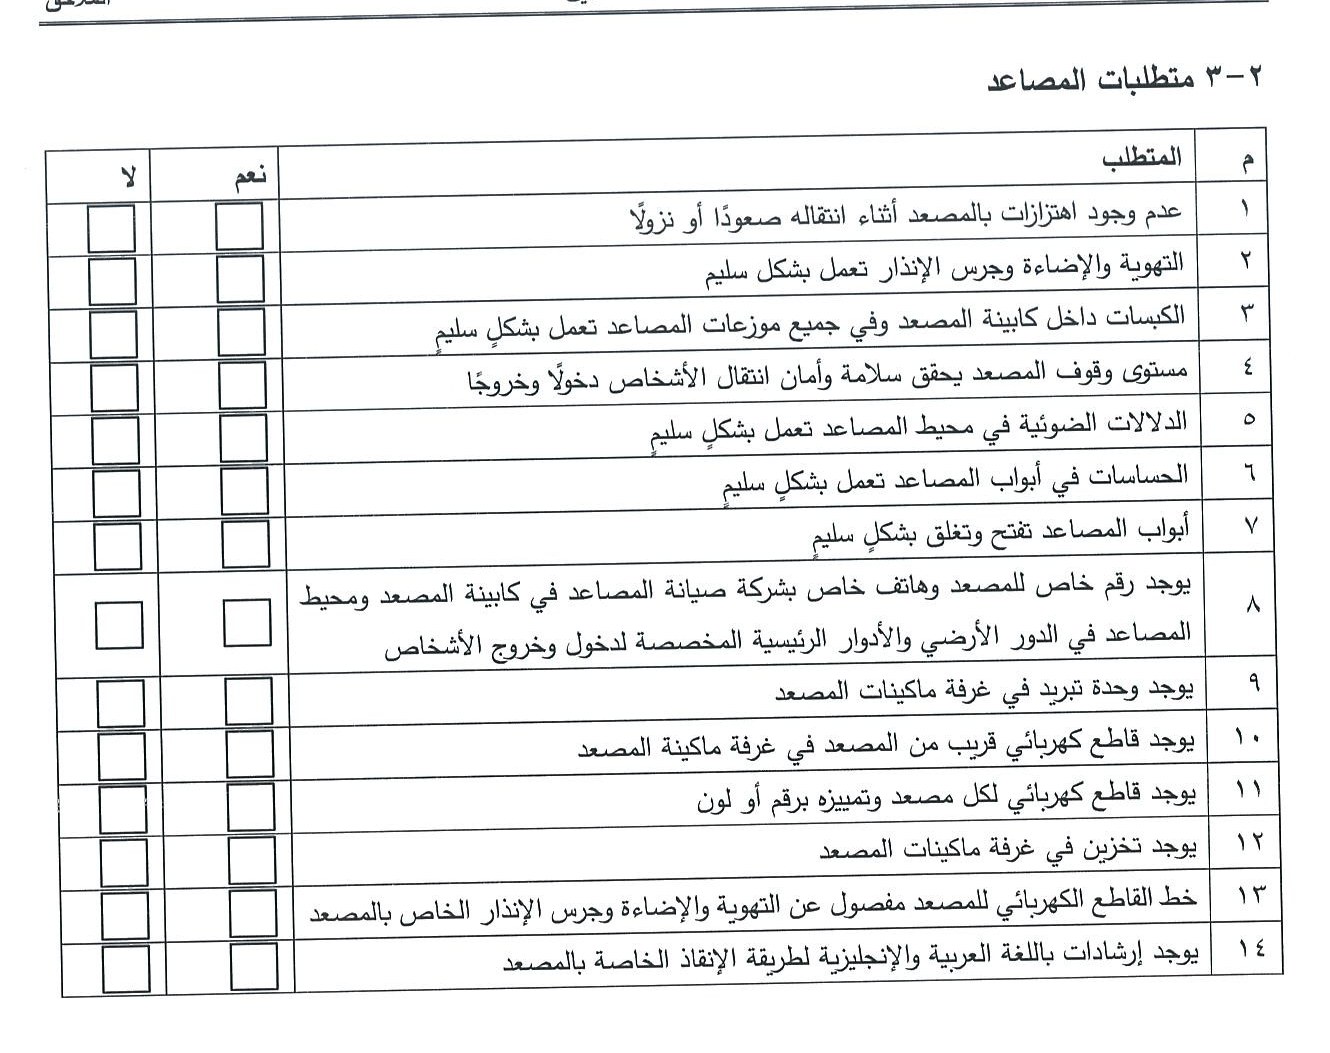 ٢-٣ متطلبات المصاعد
م المتطلب نعم لا
١ عدم وجود اهتزازات بالمصعد أثناء انتقاله صعودًا أو نزولًا
٢ التهوية والإضاءة وجرس الإنذار تعمل بشكل سليم
٣ الكبسات داخل كابينة المصعد وفي جميع موزعات المصاعد تعمل بشكلٍ سليمٍ
٤ مستوى وقوف المصعد يحقق سلامة وأمان انتقال الأشخاص دخولًا وخروجًا
٥ الدلالات الضوئية في محيط المصاعد تعمل بشكلٍ سليمٍ
٦ الحساسات في أبواب المصاعد تعمل بشكلٍ سليمٍ
٧ أبواب المصاعد تفتح وتغلق بشكلٍ سليمٍ
٨ يوجد رقم خاص للمصعد وهاتف خاص بشركة صيانة المصاعد في كابينة المصعد ومحيط
المصاعد في الدور الأرضي والأدوار الرئيسية المخصصة لدخول وخروج الأشخاص
٩ يوجد وحدة تبريد في غرفة ماكينات المصعد
١٠ يوجد قاطع كهربائي قريب من المصعد في غرفة ماكينة المصعد
١١ يوجد قاطع كهربائي لكل مصعد وتمييزه برقم أو لون
١٢ يوجد تخزين في غرفة ماكينات المصعد
١٣ خط القاطع الكهربائي للمصعد مفصول عن التهوية والإضاءة وجرس الإنذار الخاص بالمصعد
١٤ يوجد إرشادات باللغة العربية والإنجليزية لطريقة الإنقاذ الخاصة بالمصعد